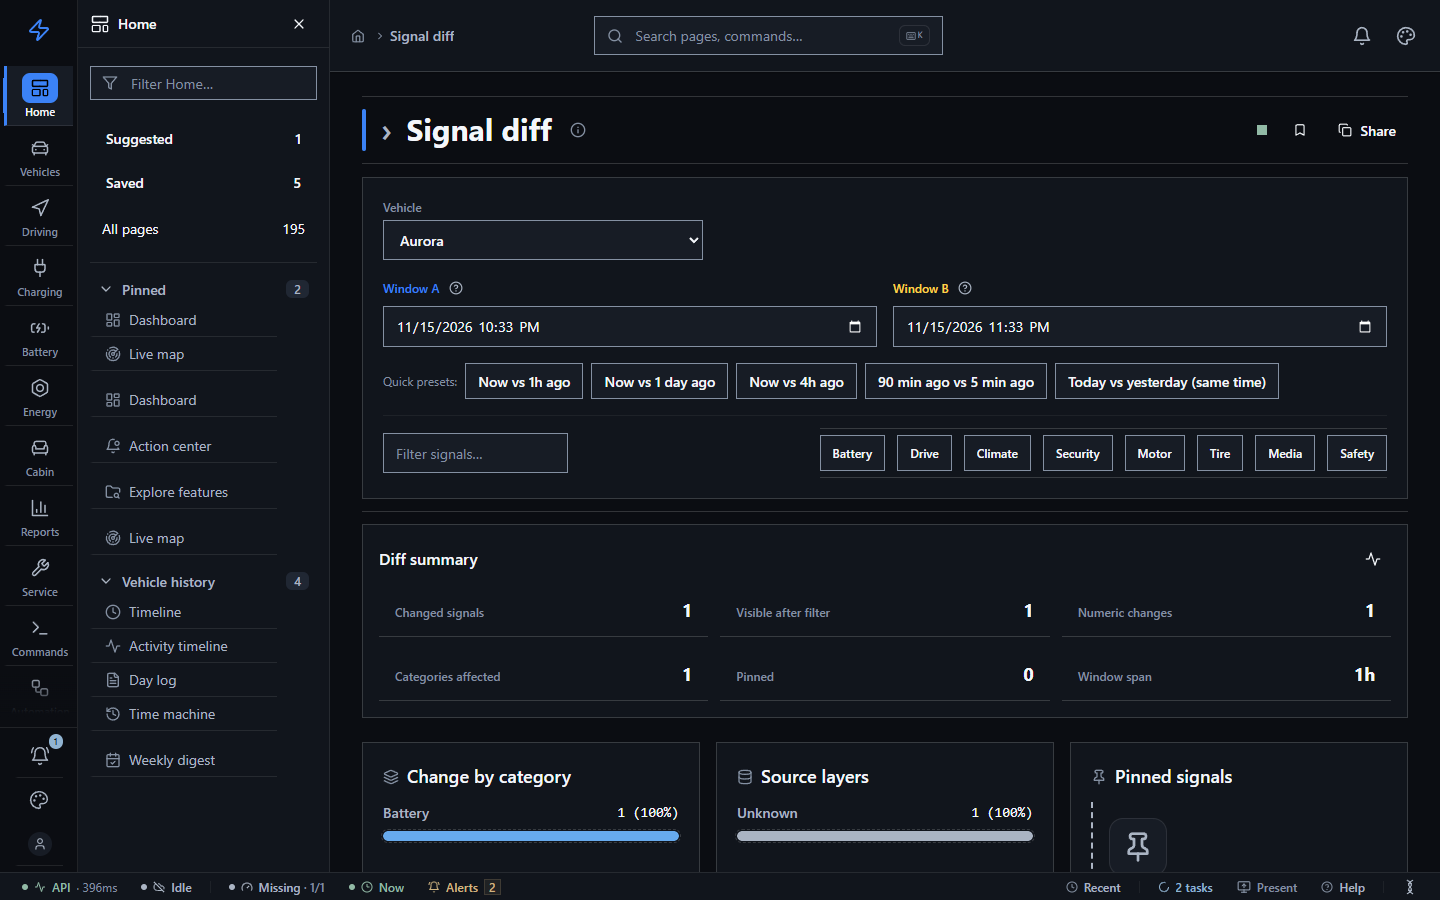 Home
Vehicles
Driving
Charging
Battery
Energy
Cabin
Reports
Service
Commands
1
Home
Filter Home...
Suggested 1
Saved 5
All pages 195
Pinned 2
Dashboard
Live map
Dashboard
Action center
Explore features
Live map
Vehicle history 4
Timeline
Activity timeline
Day log
Time machine
Weekly digest
Signal diff
Search pages, commands... K
Signal diff
Share
Vehicle
Aurora
Window A
Window B
11/15/2026 10:33 PM
11/15/2026 11:33 PM
Quick presets: Now vs 1h ago Now vs 1 day ago Now vs 4h ago 90 min ago vs 5 min ago Today vs yesterday (same time)
Filter signals...
Battery Drive Climate Security Motor Tire Media Safety
Diff summary
Changed signals 1
Visible after filter 1
Numeric changes 1
Categories affected 1
Pinned 0
Window span 1h
Change by category
Battery 1 (100%)
Source layers
Unknown 1 (100%)
Pinned signals
API · 396ms Idle Missing · 1/1 Now Alerts 2 Recent 2 tasks Present Help